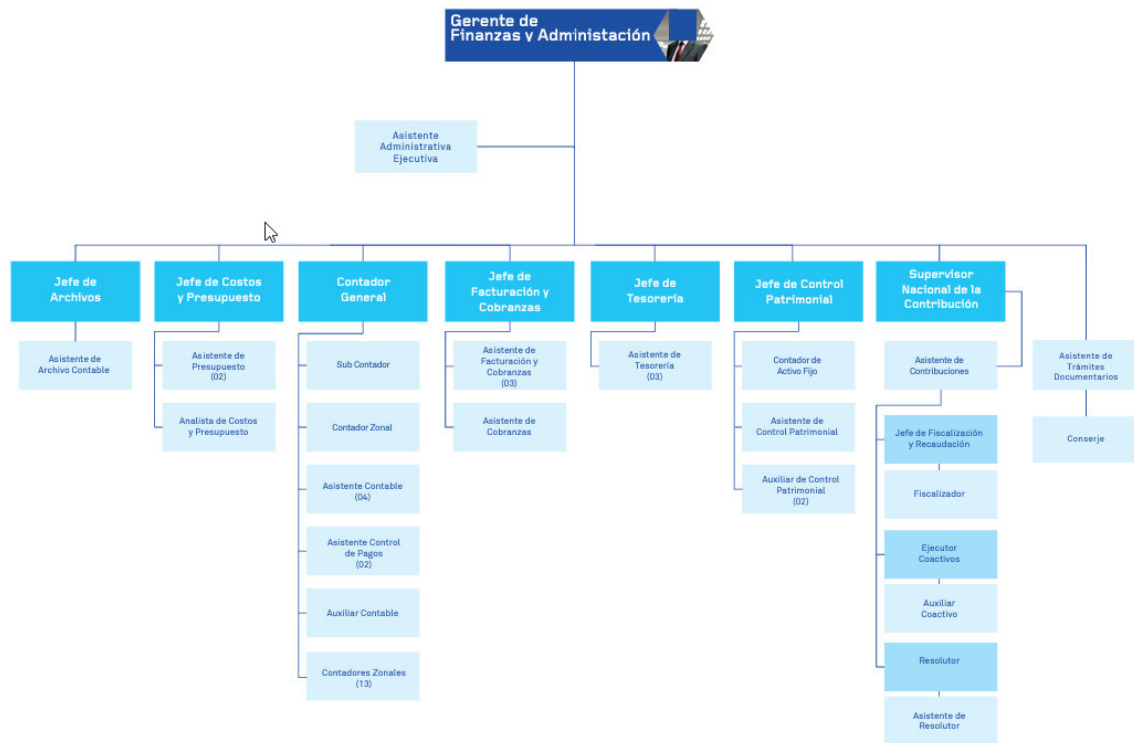 Gerente de
Finanzas y Administación
Asistente
Administrativa
Ejecutiva
Jefe de
Archivos
Asistente de
Archivo Contable
Jefe de Costos
y Presupuesto
Asistente de
Presupuesto
(02)
Analista de Costos
y Presupuesto
Contador
General
Sub Contador
Contador Zonal
Asistente Contable
(04)
Asistente Control
de Pagos
(02)
Auxiliar Contable
Contadores Zonales
(13)
Jefe de
Facturación y
Cobranzas
Asistente de
Facturación y
Cobranzas
(03)
Asistente de
Cobranzas
Jefe de
Tesorería
Asistente de
Tesorería
(03)
Jefe de Control
Patrimonial
Contador de
Activo Fijo
Asistente de
Control Patrimonial
Auxiliar de Control
Patrimonial
(02)
Supervisor
Nacional de la
Contribución
Asistente de
Contribuciones
Jefe de Fiscalización
y Recaudación
Fiscalizador
Ejecutor
Coactivos
Auxiliar
Coactivo
Resolutor
Asistente de
Resolutor
Asistente de
Trámites
Documentarios
Conserje